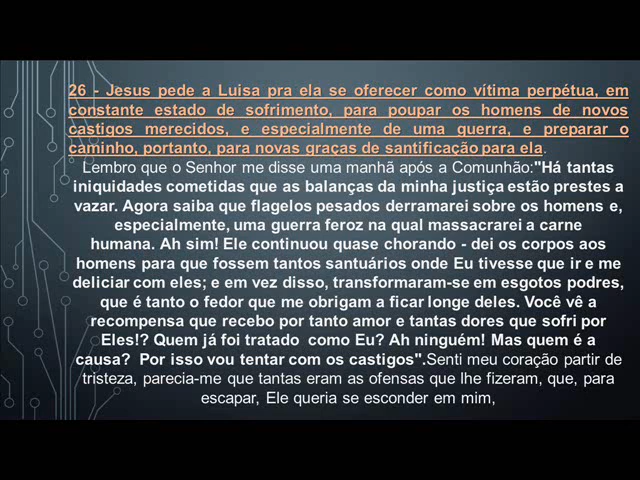 26 - Jesus pede a Luisa pra ela se oferecer como vítima perpétua, em
constante estado de sofrimento, para poupar os homens de novos
castigos merecidos, e especialmente de uma guerra, e preparar o
caminho, portanto, para novas graças de santificação para ela.
Lembro que o Senhor me disse uma manhã após a Comunhão:"Há tantas
iniquidades cometidas que as balanças da minha justiça estão prestes a
vazar. Agora saiba que flagelos pesados derramarei sobre os homens e,
especialmente, uma guerra feroz na qual massacrarei a carne
humana. Ah sim! Ele continuou quase chorando - dei os corpos aos
homens para que fossem tantos santuários onde Eu tivesse que ir e me
deliciar com eles; e em vez disso, transformaram-se em esgotos podres,
que é tanto o fedor que me obrigam a ficar longe deles. Você vê a
recompensa que recebo por tanto amor e tantas dores que sofri por
Eles!? Quem já foi tratado como Eu? Ah ninguém! Mas quem é a
causa? Por isso vou tentar com os castigos".Senti meu coração partir de
tristeza, parecia-me que tantas eram as ofensas que lhe fizeram, que, para
escapar, Ele queria se esconder em mim,